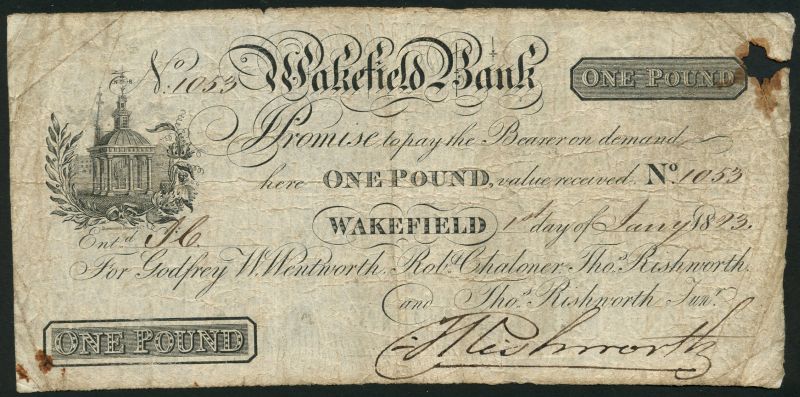 No. 1053 Wakefield Bank ONE POUND
I Promise to pay the Bearer on demand
here ONE POUND, value received. No. 1053
WAKEFIELD 1st day of Jany 1823.
Entd
For Godfrey W. Wentworth, Robt. Chaloner, Thos. Rishworth
and Thos. Rishworth Junr.
ONE POUND
T Rishworth